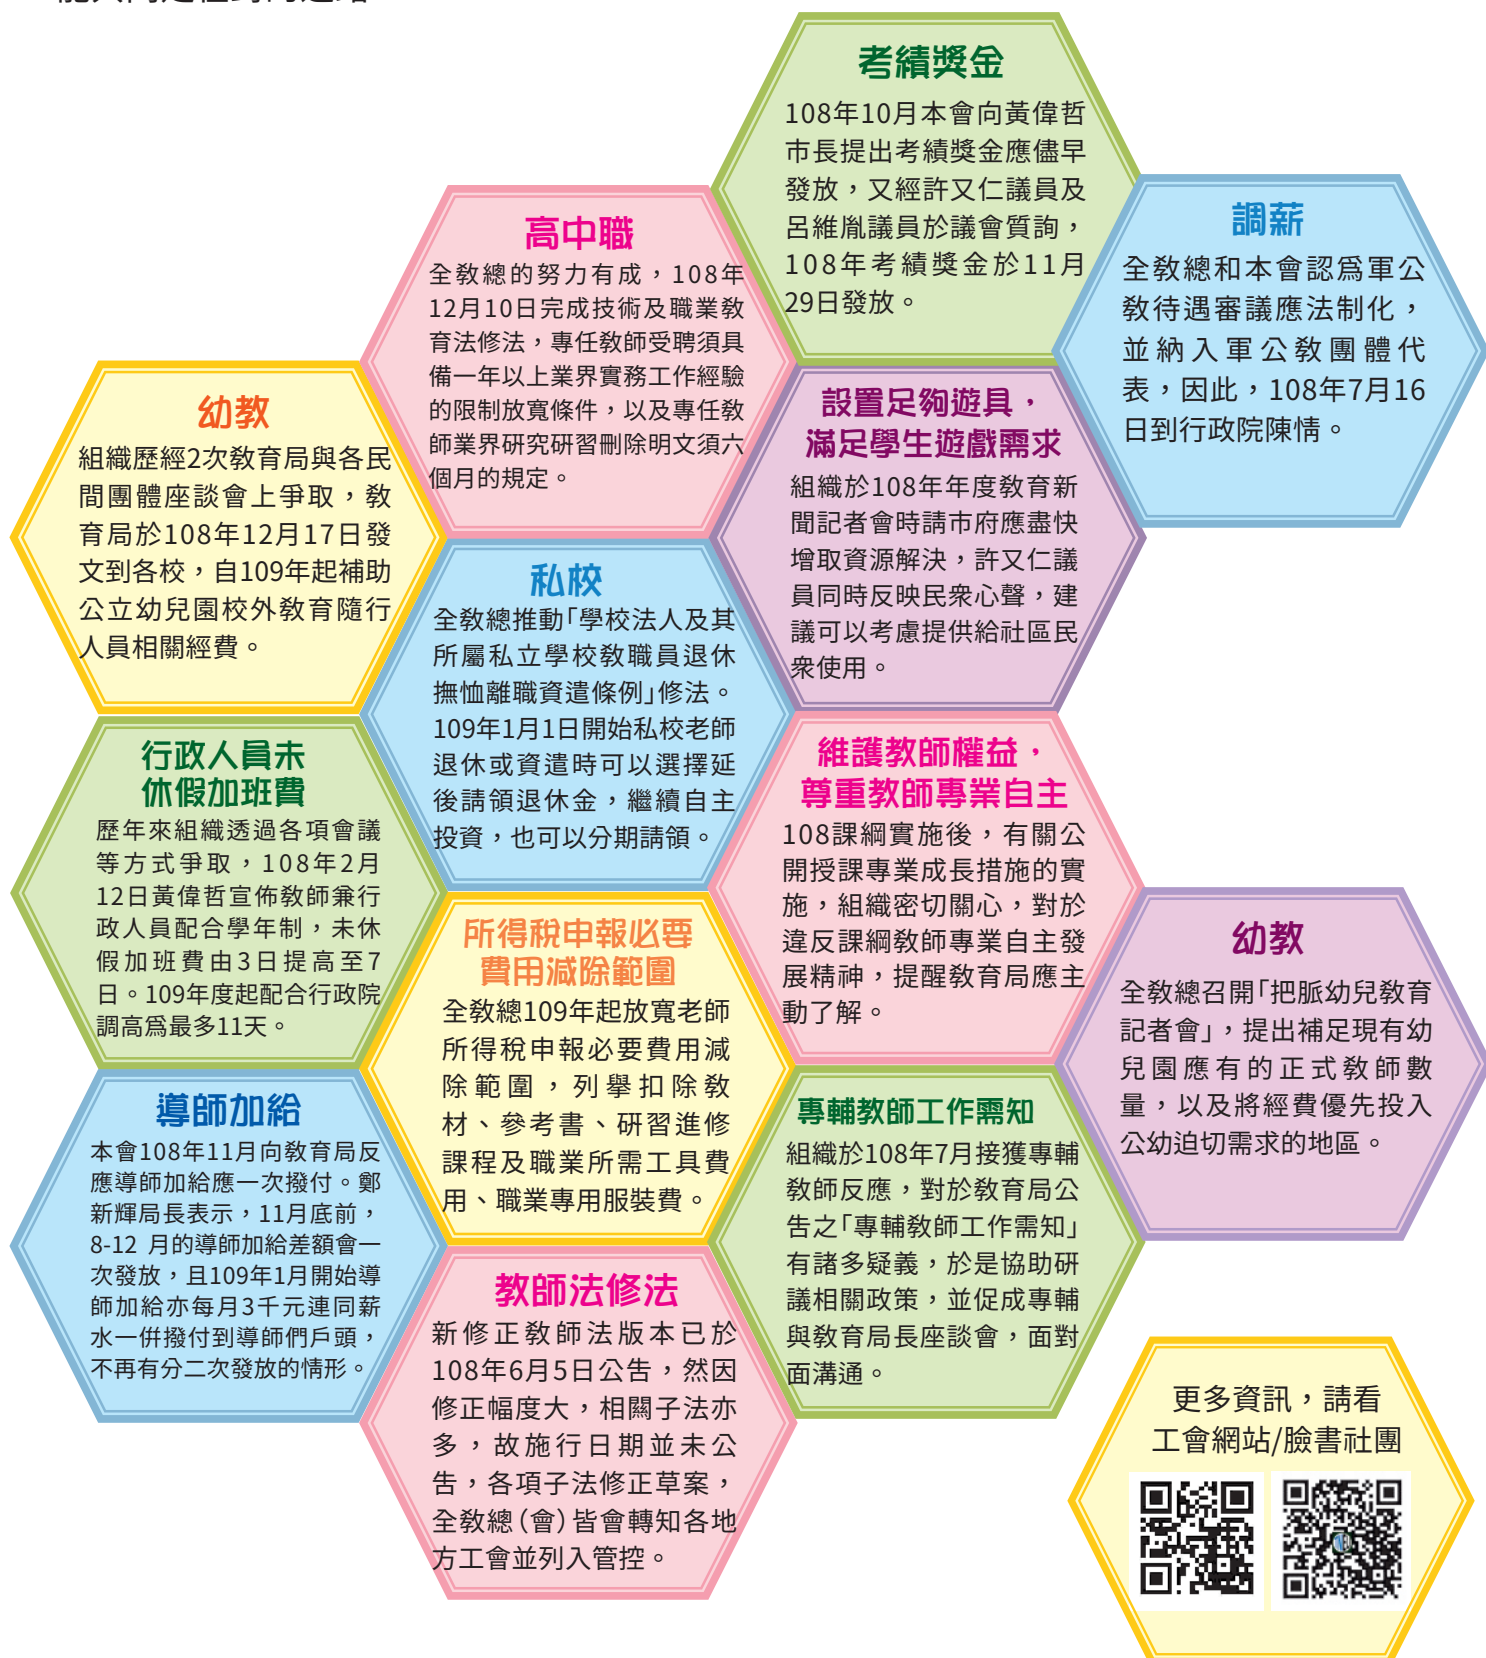 考績獎金
108年10月本會向黃偉哲
市長提出考績獎金應儘早
發放，又經許又仁議員及
呂維胤議員於議會質詢，
108年考績獎金於11月
29日發放。
調薪
全教總和本會認為軍公
教待遇審議應法制化，
並納入軍公教團體代
表，因此，108年7月16
日到行政院陳情。
高中職
全教總的努力有成，108年
12月10日完成技術及職業教
育法修法，專任教師受聘須具
備一年以上業界實務工作經驗
的限制放寬條件，以及專任教
師業界研究研習刪除明文須六
個月的規定。
幼教
組織歷經2次教育局與各民
間團體座談會上爭取，教
育局於108年12月17日發
文到各校，自109年起補助
公立幼兒園校外教育隨行
人員相關經費。
設置足夠遊具，
滿足學生遊戲需求
組織於108年年度教育新
聞記者會時請市府應盡快
增取資源解決，許又仁議
員同時反映民眾心聲，建
議可以考慮提供給社區民
眾使用。
私校
全教總推動「學校法人及其
所屬私立學校教職員退休
撫恤離職資遣條例」修法。
109年1月1日開始私校老師
退休或資遣時可以選擇延
後請領退休金，繼續自主
投資，也可以分期請領。
行政人員未
休假加班費
歷年來組織透過各項會議
等方式爭取，108年2月
12日黃偉哲宣佈教師兼行
政人員配合學年制，未休
假加班費由3日提高至7
日。109年度起配合行政院
調高為最多11天。
維護教師權益，
尊重教師專業自主
108課綱實施後，有關公
開授課專業成長措施的實
施，組織密切關心，對於
違反課綱教師專業自主發
展精神，提醒教育局應主
動了解。
所得稅申報必要
費用減除範圍
全教總109年起放寬老師
所得稅申報必要費用減
除範圍，列舉扣除教
材、參考書、研習進修
課程及職業所需工具費
用、職業專用服裝費。
幼教
全教總召開「把脈幼兒教育
記者會」，提出補足現有幼
兒園應有的正式教師數
量，以及將經費優先投入
公幼迫切需求的地區。
導師加給
本會108年11月向教育局反
應導師加給應一次撥付。鄭
新輝局長表示，11月底前，
8-12 月的導師加給差額會一
次發放，且109年1月開始導
師加給亦每月3千元連同薪
水一併撥付到導師們戶頭，
不再有分二次發放的情形。
專輔教師工作需知
組織於108年7月接獲專輔
教師反應，對於教育局公
告之「專輔教師工作需知」
有諸多疑義，於是協助研
議相關政策，並促成專輔
與教育局長座談會，面對
面溝通。
教師法修法
新修正教師法版本已於
108年6月5日公告，然因
修正幅度大，相關子法亦
多，故施行日期並未公
告，各項子法修正草案，
全教總（會）皆會轉知各地
方工會並列入管控。
更多資訊，請看
工會網站/臉書社團